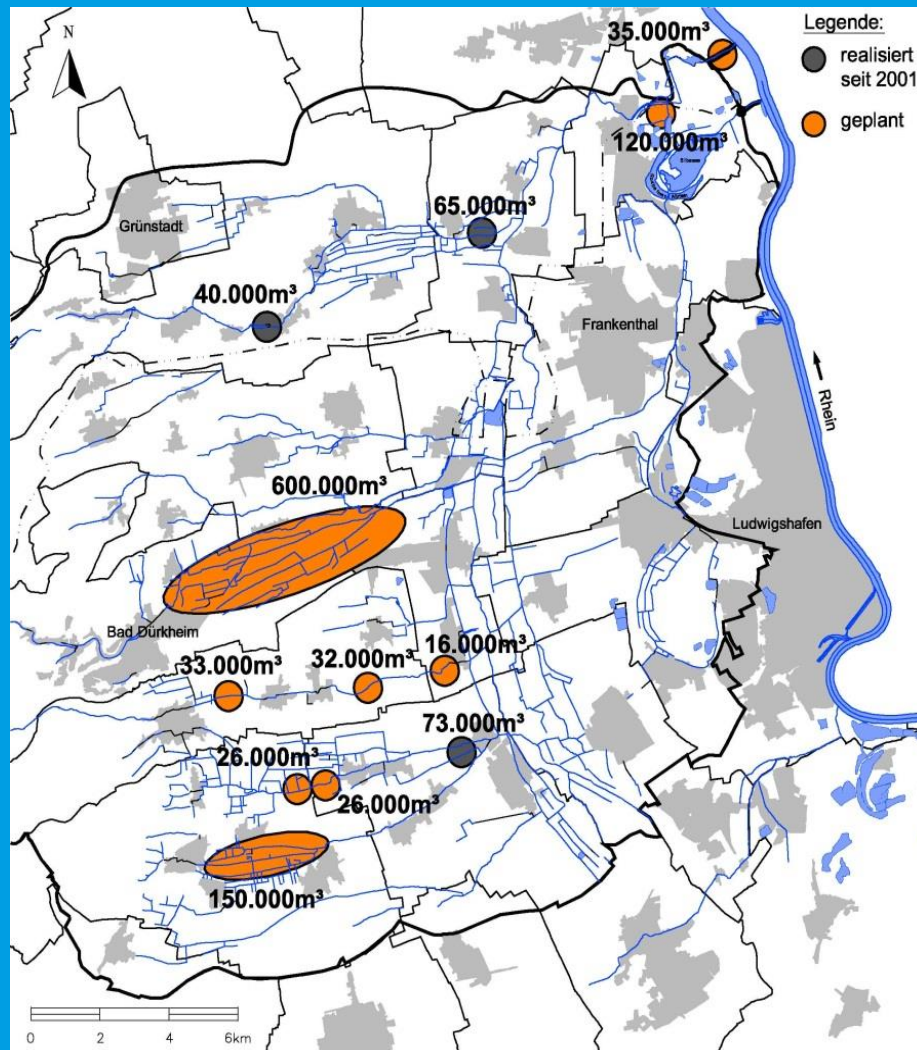 Legende:
realisiert
seit 2001
geplant
N
35.000m³
120.000m³
65.000m³
Grünstadt
40.000m³
Frankenthal
Rhein
600.000m³
Ludwigshafen
Bad Dürkheim
33.000m³
32.000m³
16.000m³
73.000m³
26.000m³
26.000m³
150.000m³
0 2 4 6km